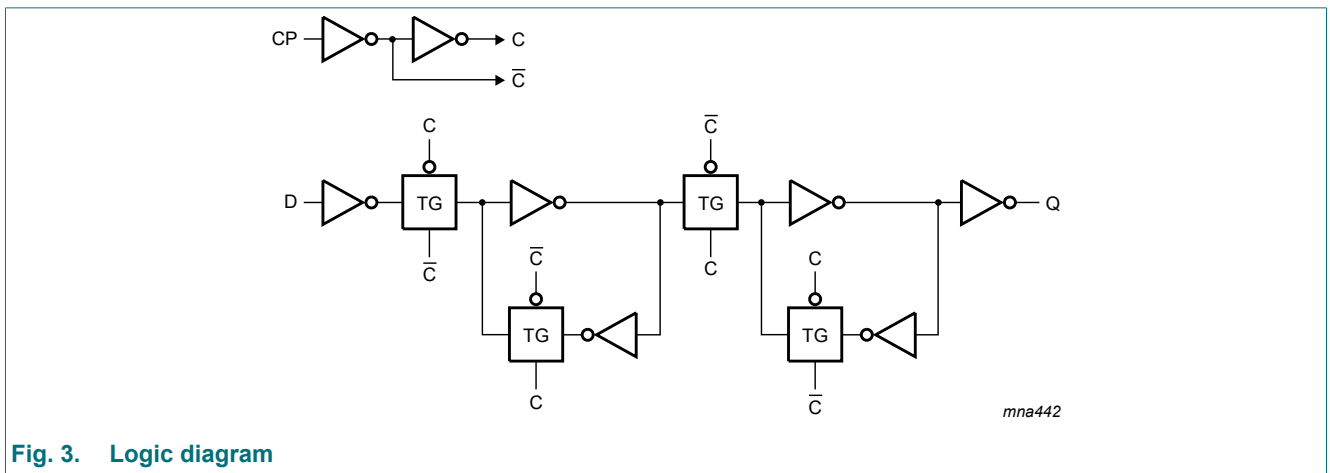 CP
C
C̅
C
C̅
D
TG
TG
Q
C̅
C
C̅
C
TG
TG
C
C̅
mna442
Fig. 3. Logic diagram